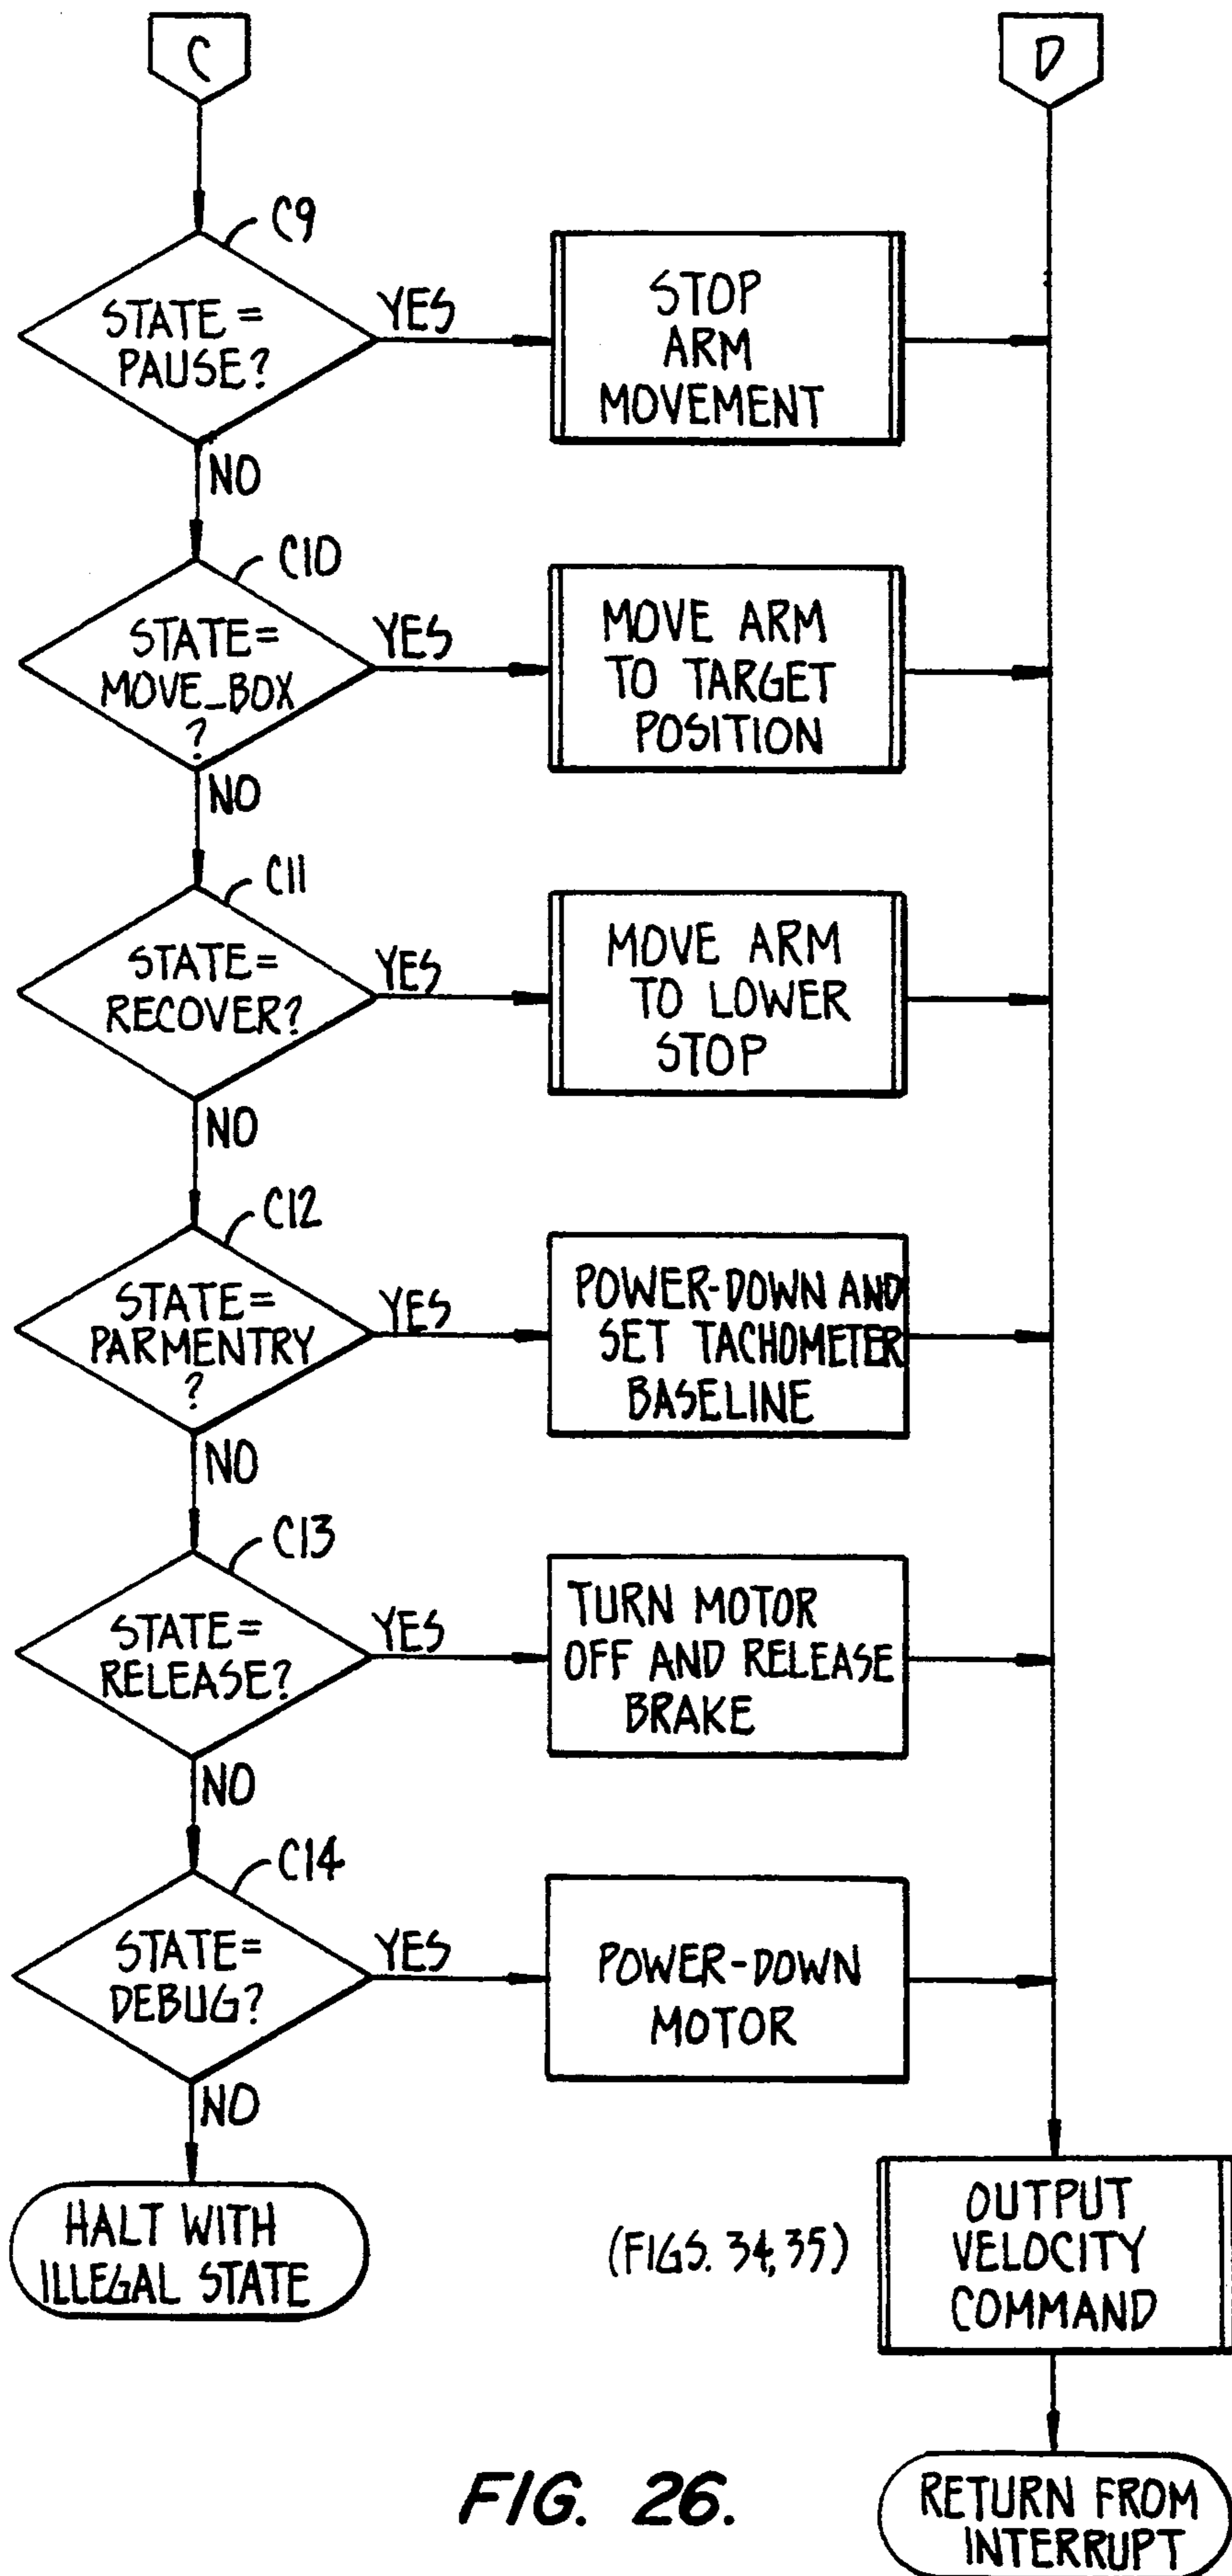 C
D
C9
STATE =
PAUSE?
YES
STOP
ARM
MOVEMENT
NO
C10
STATE=
MOVE_BOX
?
YES
MOVE ARM
TO TARGET
POSITION
NO
C11
STATE=
RECOVER?
YES
MOVE ARM
TO LOWER
STOP
NO
C12
STATE=
PARMENTRY
?
YES
POWER-DOWN AND
SET TACHOMETER
BASELINE
NO
C13
STATE=
RELEASE?
YES
TURN MOTOR
OFF AND RELEASE
BRAKE
NO
C14
STATE=
DEBUG?
YES
POWER-DOWN
MOTOR
NO
HALT WITH
ILLEGAL STATE
(FIGS. 34,35)
OUTPUT
VELOCITY
COMMAND
RETURN FROM
INTERRUPT
FIG. 26.